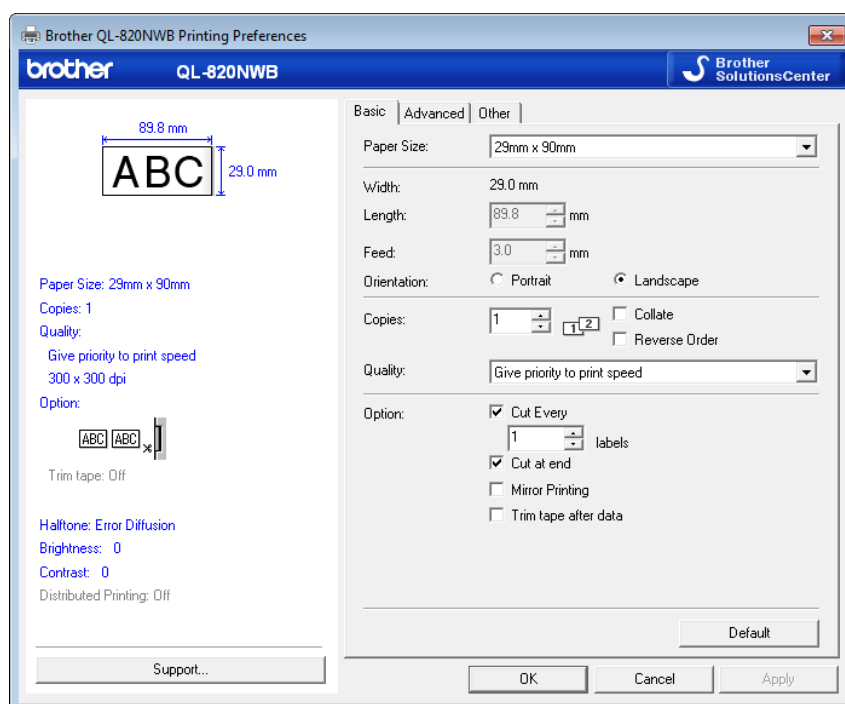 Brother QL-820NWB Printing Preferences
brother QL-820NWB Brother SolutionsCenter
89.8 mm
ABC 29.0 mm
Paper Size: 29mm x 90mm
Copies: 1
Quality:
Give priority to print speed
300 x 300 dpi
Option:
ABC ABC
Trim tape: Off
Halftone: Error Diffusion
Brightness: 0
Contrast: 0
Distributed Printing: Off
Support...
Basic Advanced Other
Paper Size: 29mm x 90mm
Width: 29.0 mm
Length: 89.8 mm
Feed: 3.0 mm
Orientation: Portrait Landscape
Copies: 1 1 2 Collate
Reverse Order
Quality: Give priority to print speed
Option: Cut Every
1 labels
Cut at end
Mirror Printing
Trim tape after data
Default
OK Cancel Apply